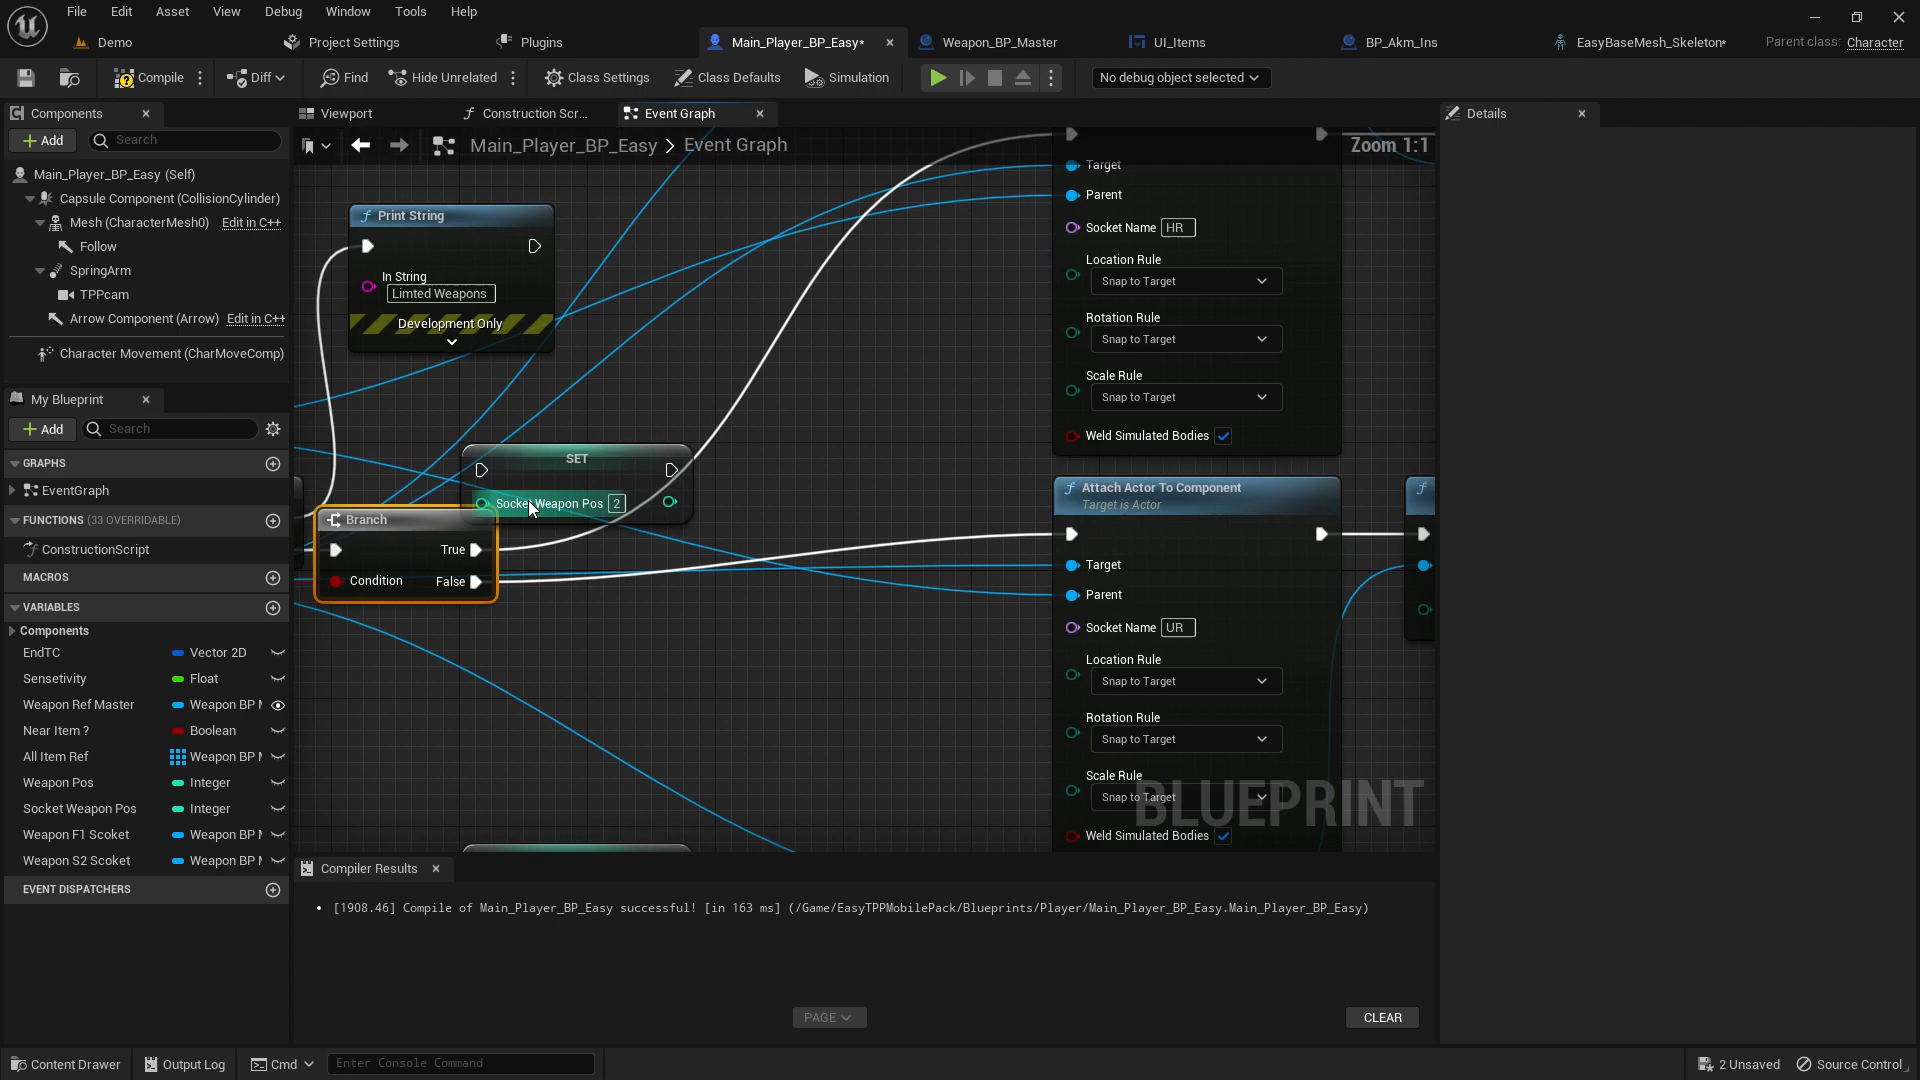 File Edit Asset View Debug Window Tools Help
Demo Project Settings Plugins Main_Player_BP_Easy* Weapon_BP_Master UI_Items BP_Akm_Ins EasyBaseMesh_Skeleton* Parent class: Character
Compile Diff Find Hide Unrelated Class Settings Class Defaults Simulation No debug object selected
Components Viewport Construction Scr... Event Graph Details
Add Search Main_Player_BP_Easy > Event Graph Zoom 1:1
Main_Player_BP_Easy (Self)
Capsule Component (CollisionCylinder)
Mesh (CharacterMesh0) Edit in C++
Follow
SpringArm
TPPcam
Arrow Component (Arrow) Edit in C++
Character Movement (CharMoveComp)
My Blueprint
Add Search
GRAPHS
EventGraph
FUNCTIONS (33 OVERRIDABLE)
ConstructionScript
MACROS
VARIABLES
Components
EndTC Vector 2D
Sensetivity Float
Weapon Ref Master Weapon BP M
Near Item ? Boolean
All Item Ref Weapon BP M
Weapon Pos Integer
Socket Weapon Pos Integer
Weapon F1 Scoket Weapon BP M
Weapon S2 Scoket Weapon BP M
EVENT DISPATCHERS
Print String
In String
Limted Weapons
Development Only
SET
Socket Weapon Pos 2
Branch
True
Condition False
Target
Parent
Socket Name HR
Location Rule
Snap to Target
Rotation Rule
Snap to Target
Scale Rule
Snap to Target
Weld Simulated Bodies
Attach Actor To Component
Target is Actor
Target
Parent
Socket Name UR
Location Rule
Snap to Target
Rotation Rule
Snap to Target
Scale Rule
Snap to Target
Weld Simulated Bodies
BLUEPRINT
Compiler Results
[1908.46] Compile of Main_Player_BP_Easy successful! [in 163 ms] (/Game/EasyTPPMobilePack/Blueprints/Player/Main_Player_BP_Easy.Main_Player_BP_Easy)
PAGE CLEAR
Content Drawer Output Log Cmd Enter Console Command 2 Unsaved Source Control